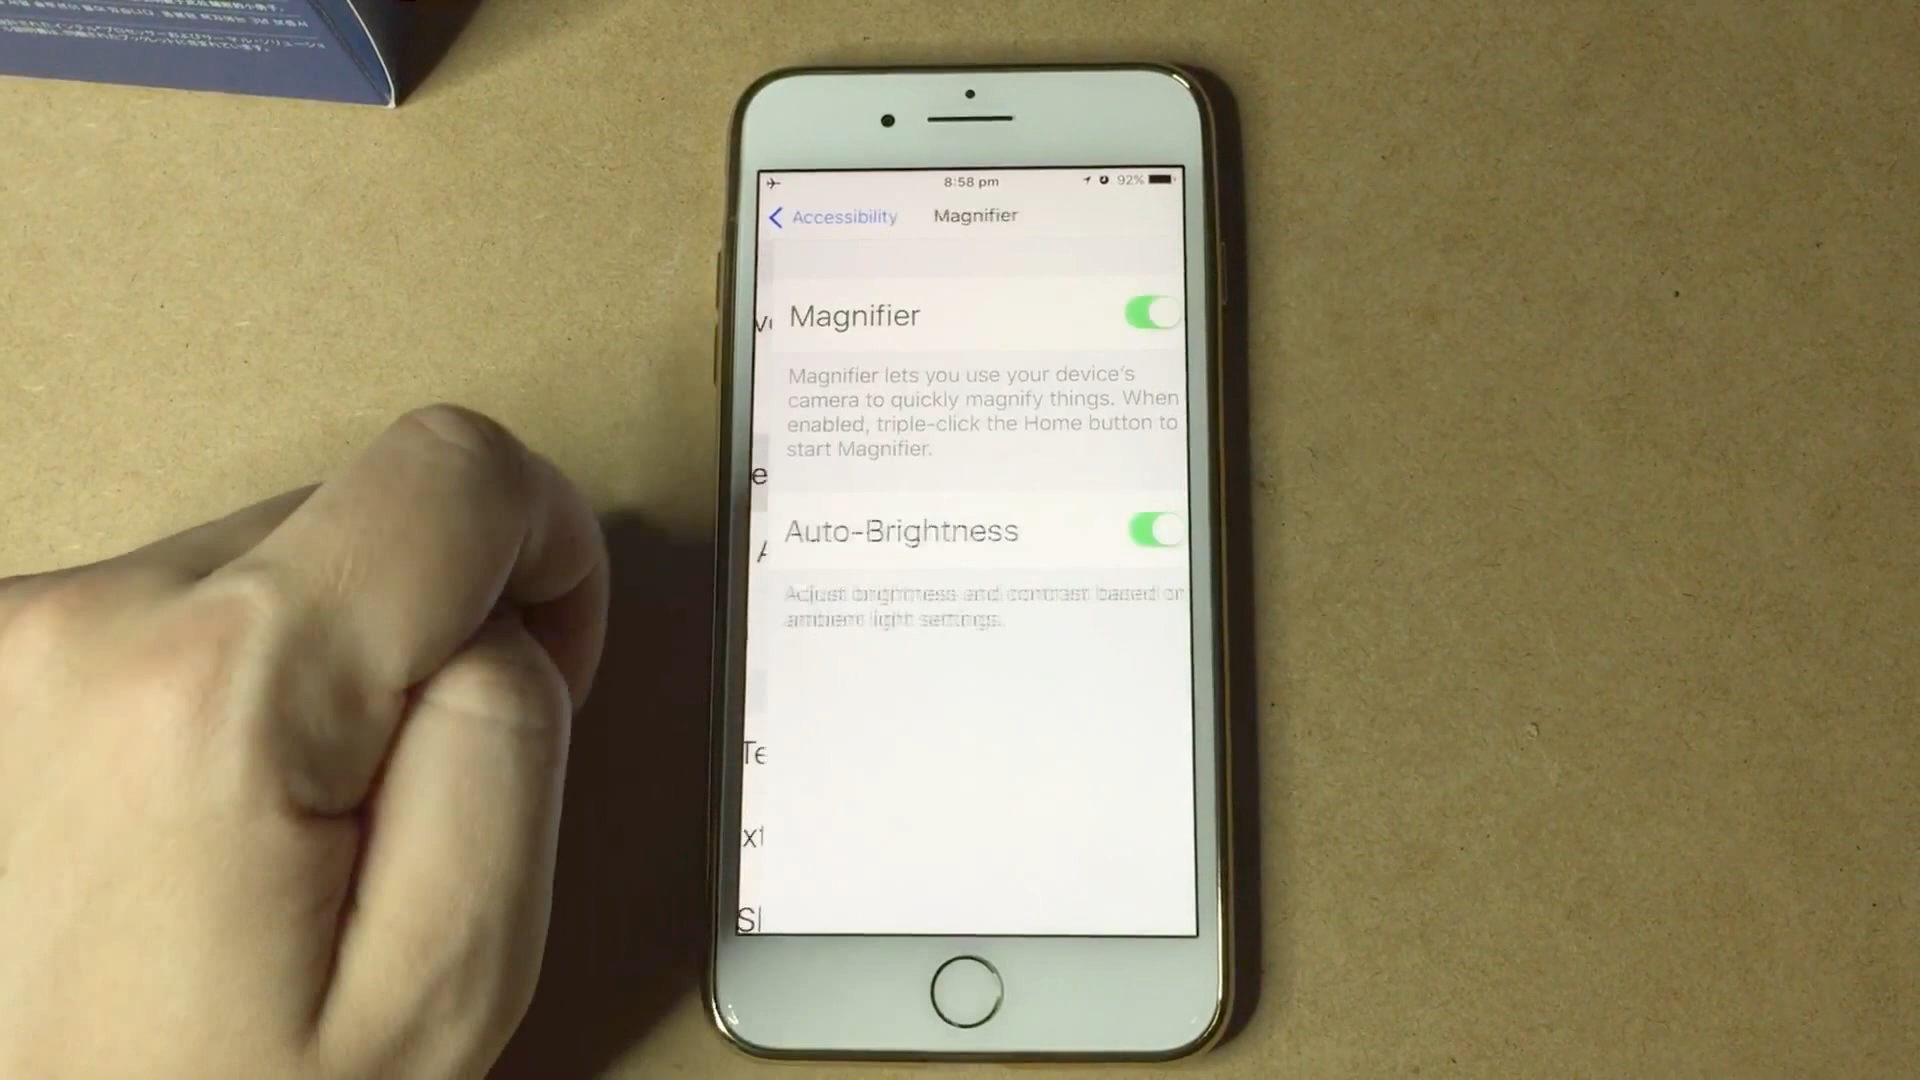 8:58 pm
92%
Accessibility
Magnifier
Magnifier
Magnifier lets you use your device's
camera to quickly magnify things. When
enabled, triple-click the Home button to
start Magnifier.
Auto-Brightness
Adjust brightness and contrast based on
ambient light settings.
Te
xt